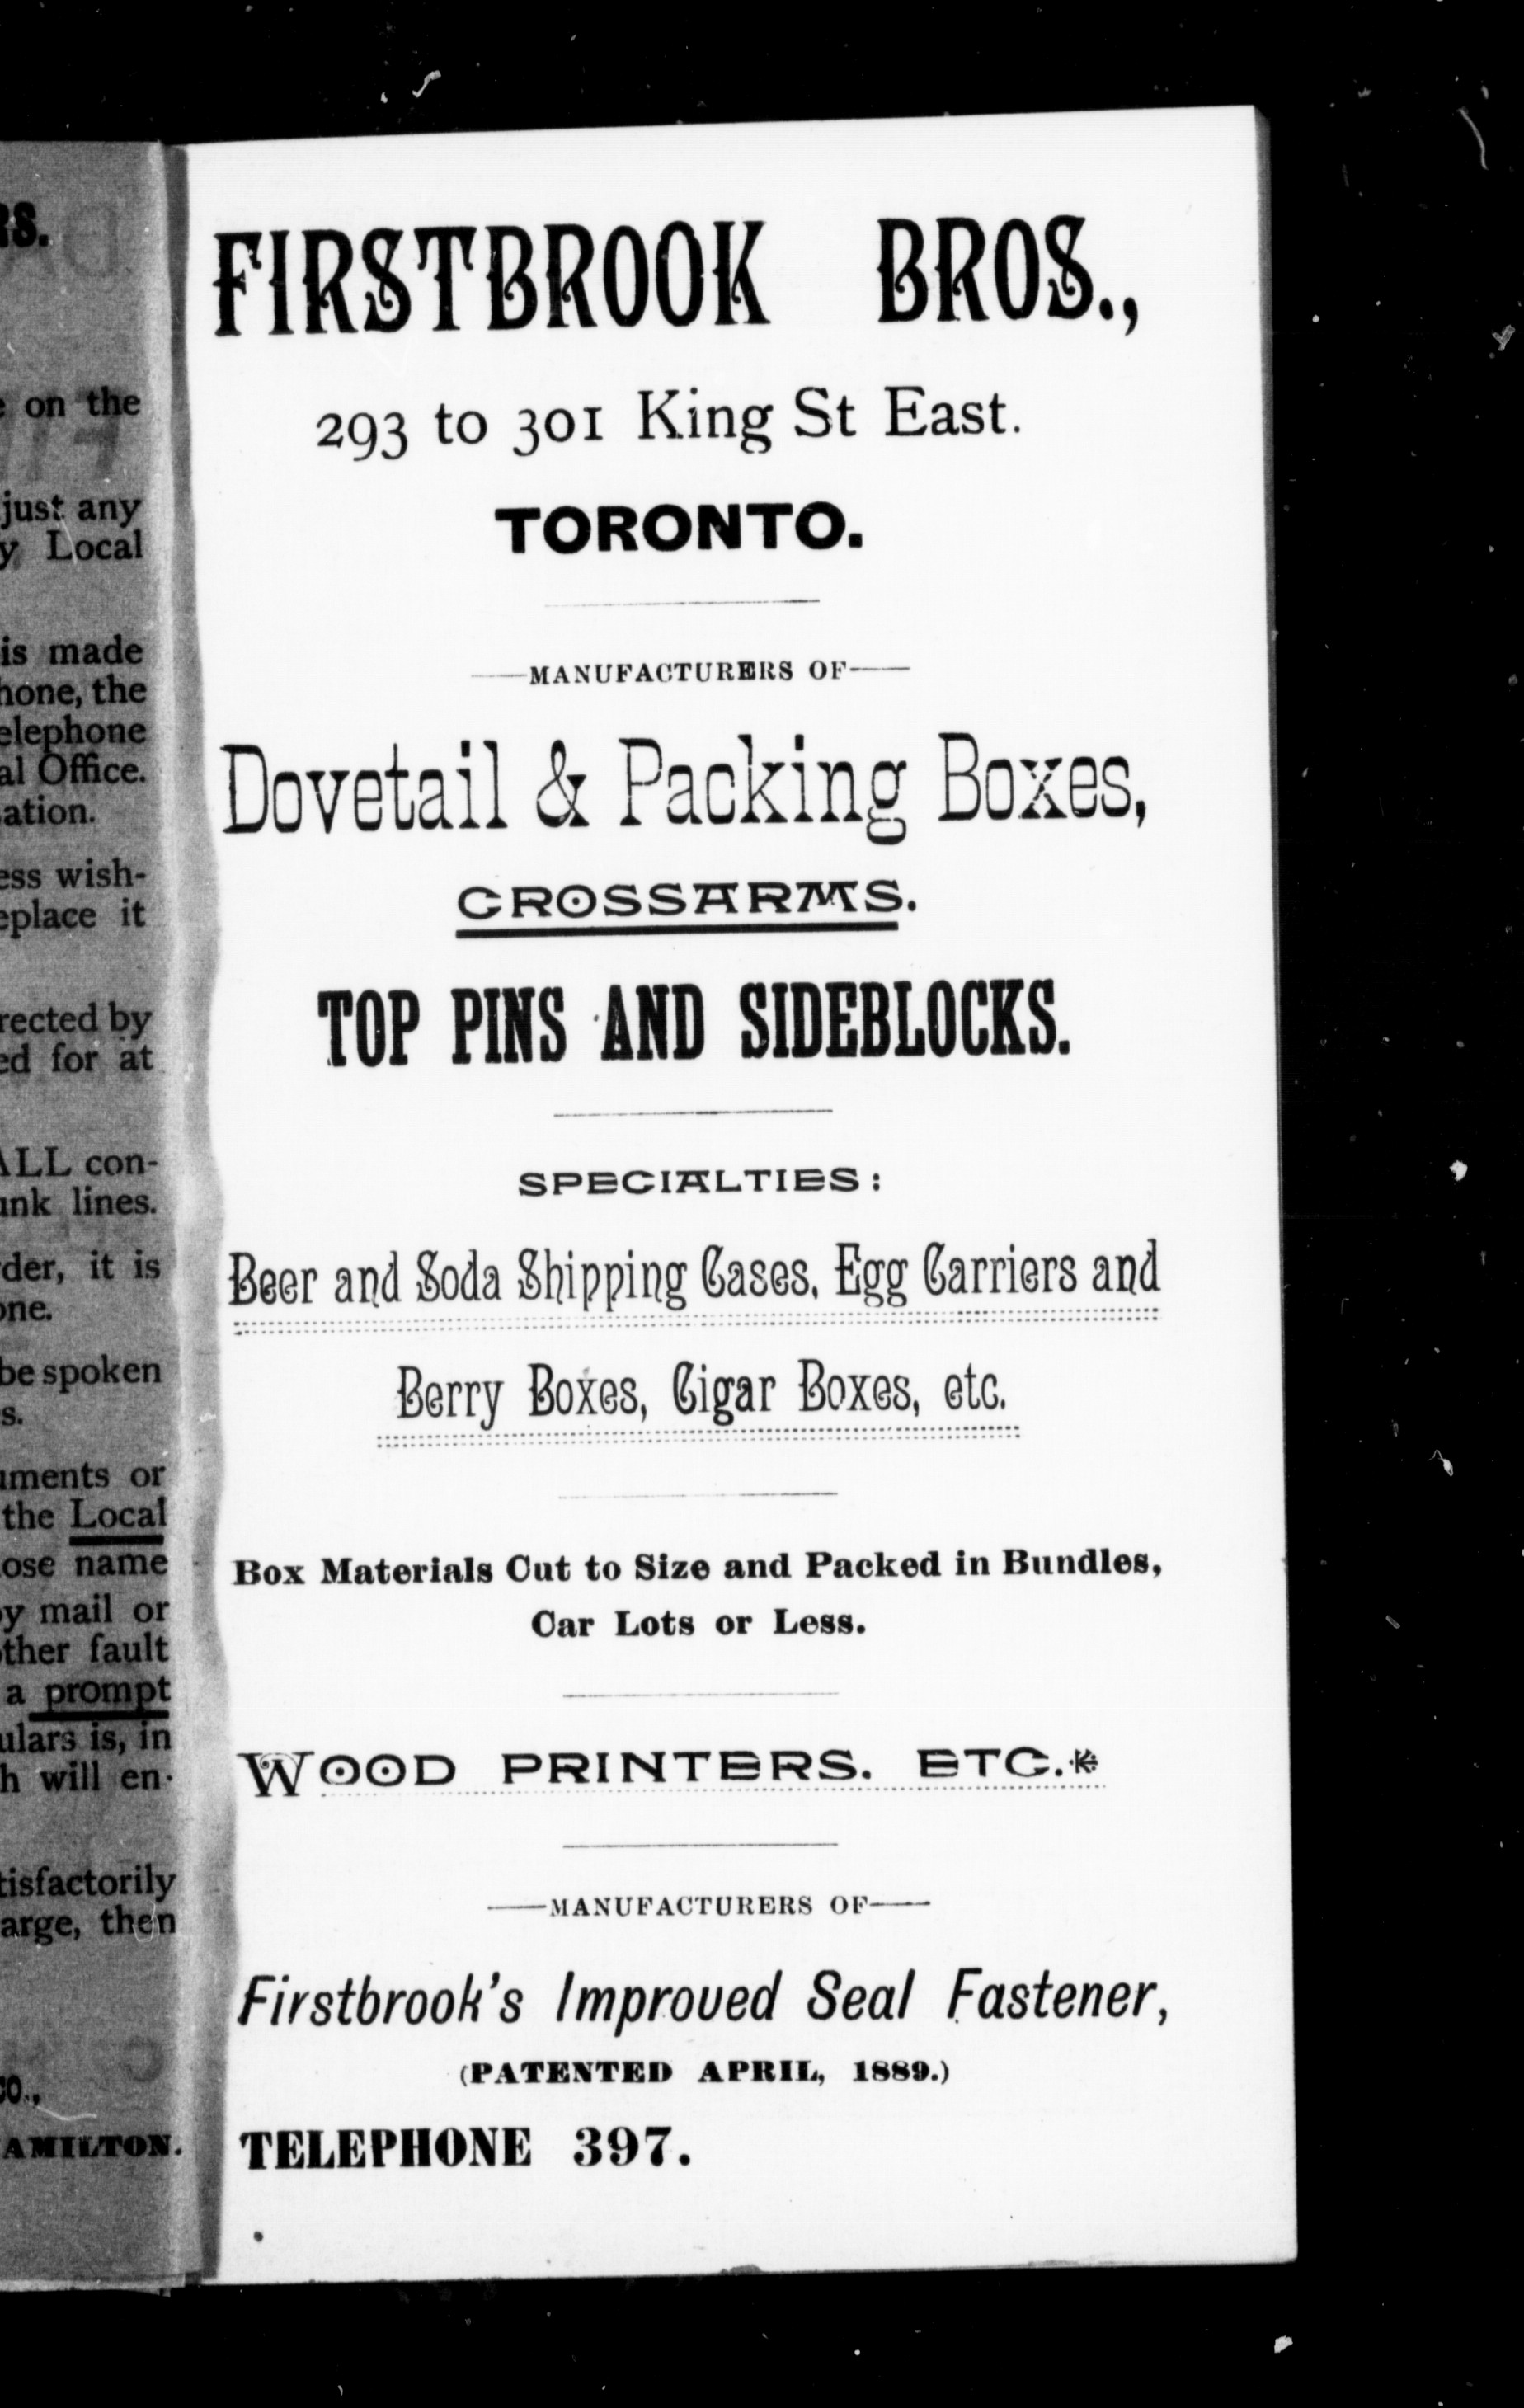 RS.
on the
just any
y Local
is made
hone, the
elephone
al Office.
ation.
ess wish-
eplace it
rected by
ed for at
ALL con-
unk lines.
der, it is
one.
be spoken
s.
uments or
the Local
ose name
by mail or
other fault
a prompt
ulars is, in
h will en-
tisfactorily
arge, then
CO.,
AMILTON.
FIRSTBROOK BROS.,
293 to 301 King St East.
TORONTO.
——MANUFACTURERS OF——
Dovetail & Packing Boxes,
CROSSARMS.
TOP PINS AND SIDEBLOCKS.
SPECIALTIES:
Beer and Soda Shipping Cases, Egg Carriers and
Berry Boxes, Cigar Boxes, etc.
Box Materials Cut to Size and Packed in Bundles,
Car Lots or Less.
WOOD PRINTERS. ETC.
——MANUFACTURERS OF——
Firstbrook's Improved Seal Fastener,
(PATENTED APRIL, 1889.)
TELEPHONE 397.